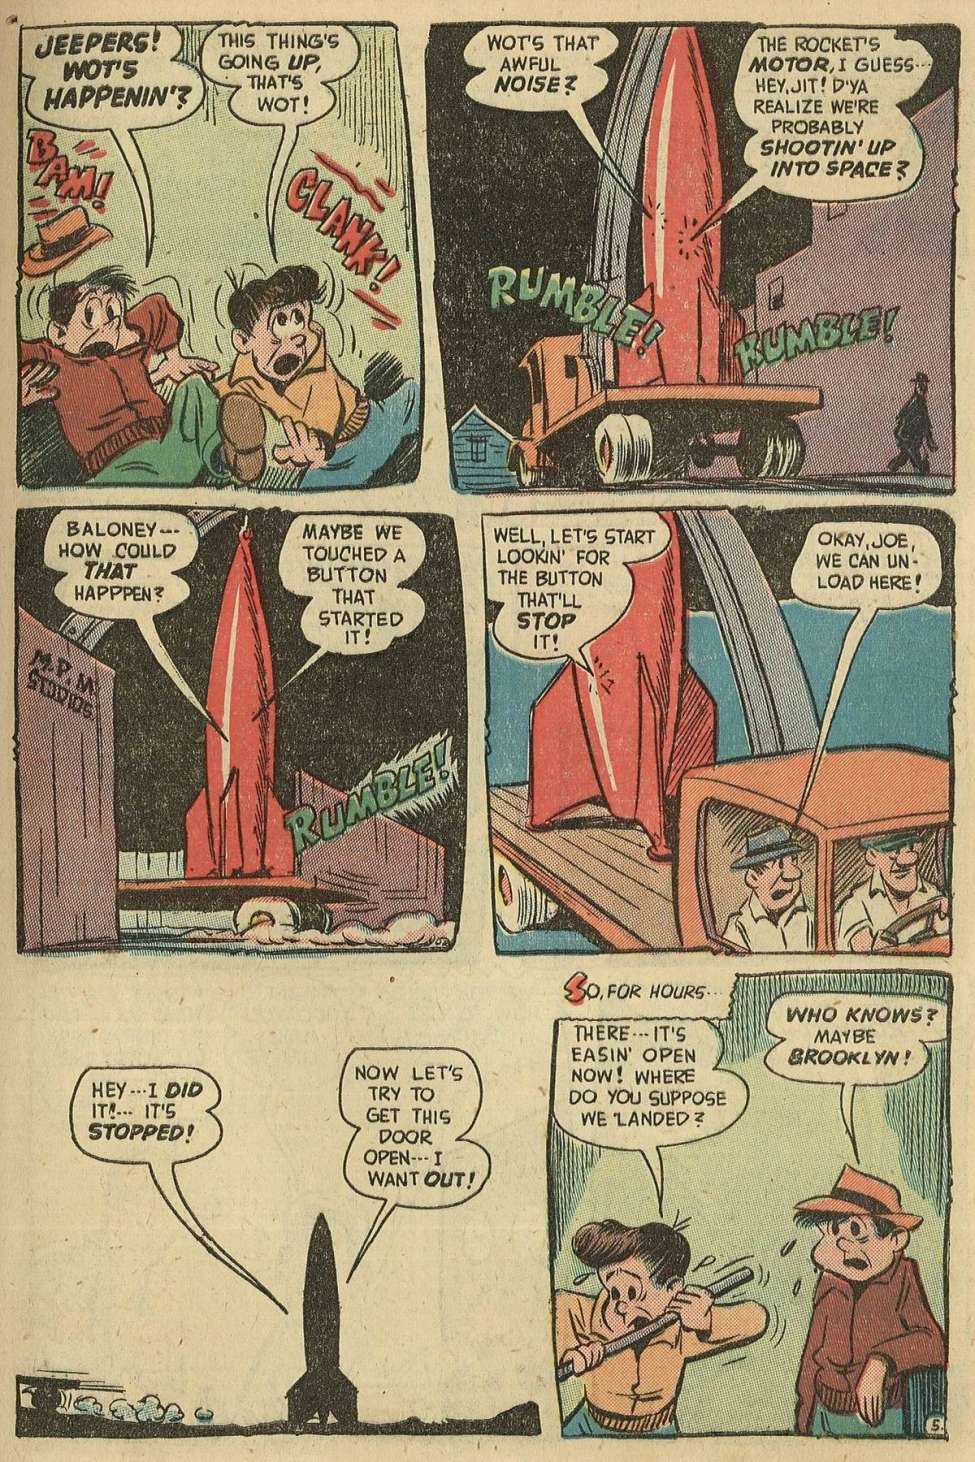 JEEPERS!
WOT'S
HAPPENIN'?
THIS THING'S
GOING UP,
THAT'S
WOT!
BAM!
CLANK!
WOT'S THAT
AWFUL
NOISE?
THE ROCKET'S
MOTOR, I GUESS--
HEY, JIT! D'YA
REALIZE WE'RE
PROBABLY
SHOOTIN' UP
INTO SPACE?
RUMBLE!
RUMBLE!
BALONEY---
HOW COULD
THAT
HAPPPEN?
MAYBE WE
TOUCHED A
BUTTON
THAT
STARTED
IT!
M.P.M
STUDIOS
RUMBLE!
WELL, LET'S START
LOOKIN' FOR
THE BUTTON
THAT'LL
STOP
IT!
OKAY, JOE,
WE CAN UN-
LOAD HERE!
HEY---I DID
IT!--- IT'S
STOPPED!
NOW LET'S
TRY TO
GET THIS
DOOR
OPEN---I
WANT OUT!
SO, FOR HOURS---
THERE---IT'S
EASIN' OPEN
NOW! WHERE
DO YOU SUPPOSE
WE 'LANDED?
WHO KNOWS?
MAYBE
BROOKLYN!
5.